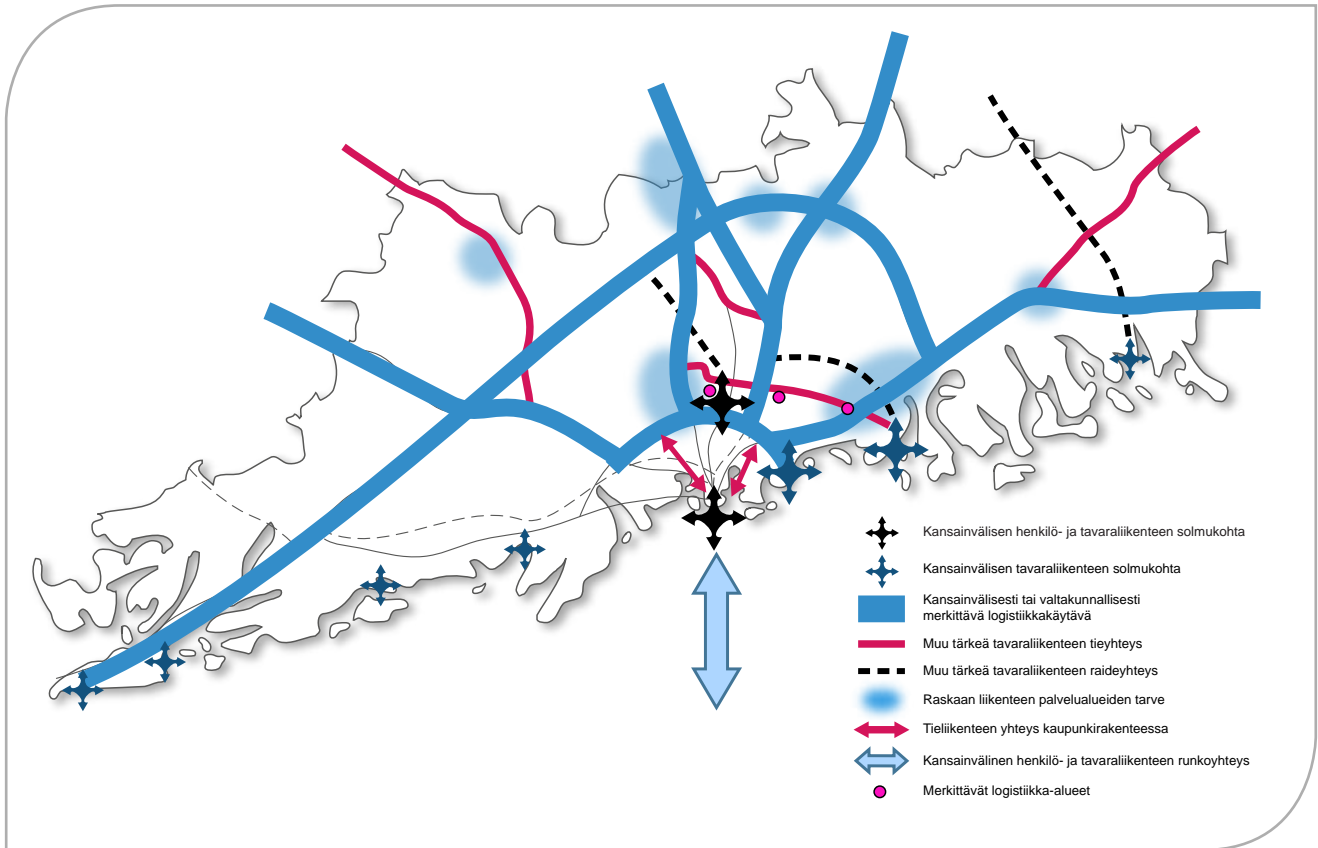 Kansainvälisen henkilö- ja tavaraliikenteen solmukohta
Kansainvälisen tavaraliikenteen solmukohta
Kansainvälisesti tai valtakunnallisesti
merkittävä logistiikkakäytävä
Muu tärkeä tavaraliikenteen tieyhteys
Muu tärkeä tavaraliikenteen raideyhteys
Raskaan liikenteen palvelualueiden tarve
Tieliikenteen yhteys kaupunkirakenteessa
Kansainvälinen henkilö- ja tavaraliikenteen runkoyhteys
Merkittävät logistiikka-alueet